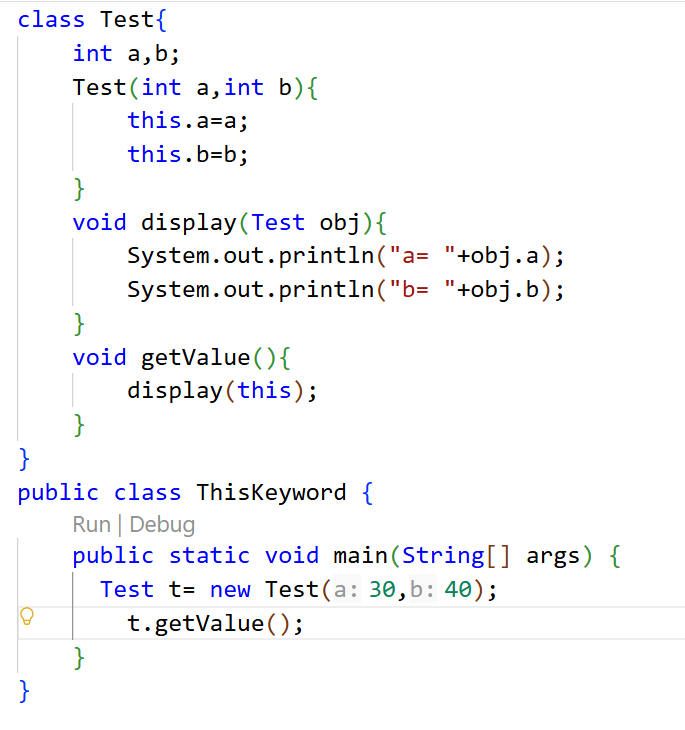 class Test{
    int a,b;
    Test(int a,int b){
        this.a=a;
        this.b=b;
    }
    void display(Test obj){
        System.out.println("a= "+obj.a);
        System.out.println("b= "+obj.b);
    }
    void getValue(){
        display(this);
    }
}
public class ThisKeyword {
    Run | Debug
    public static void main(String[] args) {
      Test t= new Test(a: 30,b: 40);
        t.getValue();
    }
}